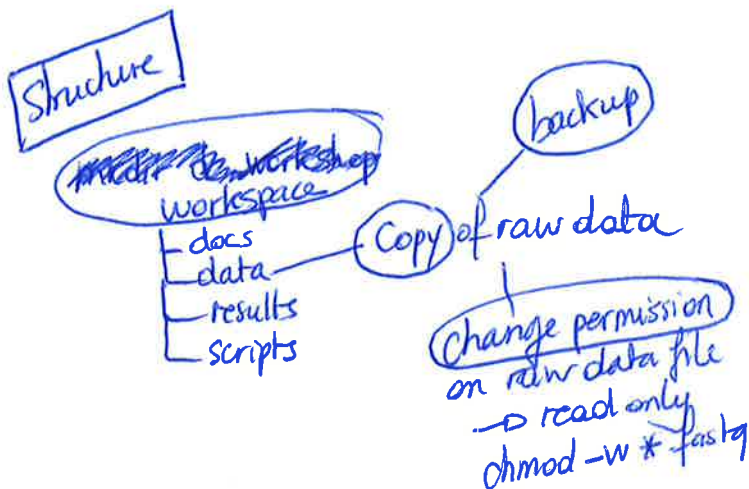 Structure
backup
workspace
docs
data
results
scripts
Copy of raw data
change permission
on raw data file
→ read only
chmod -w *.fastq